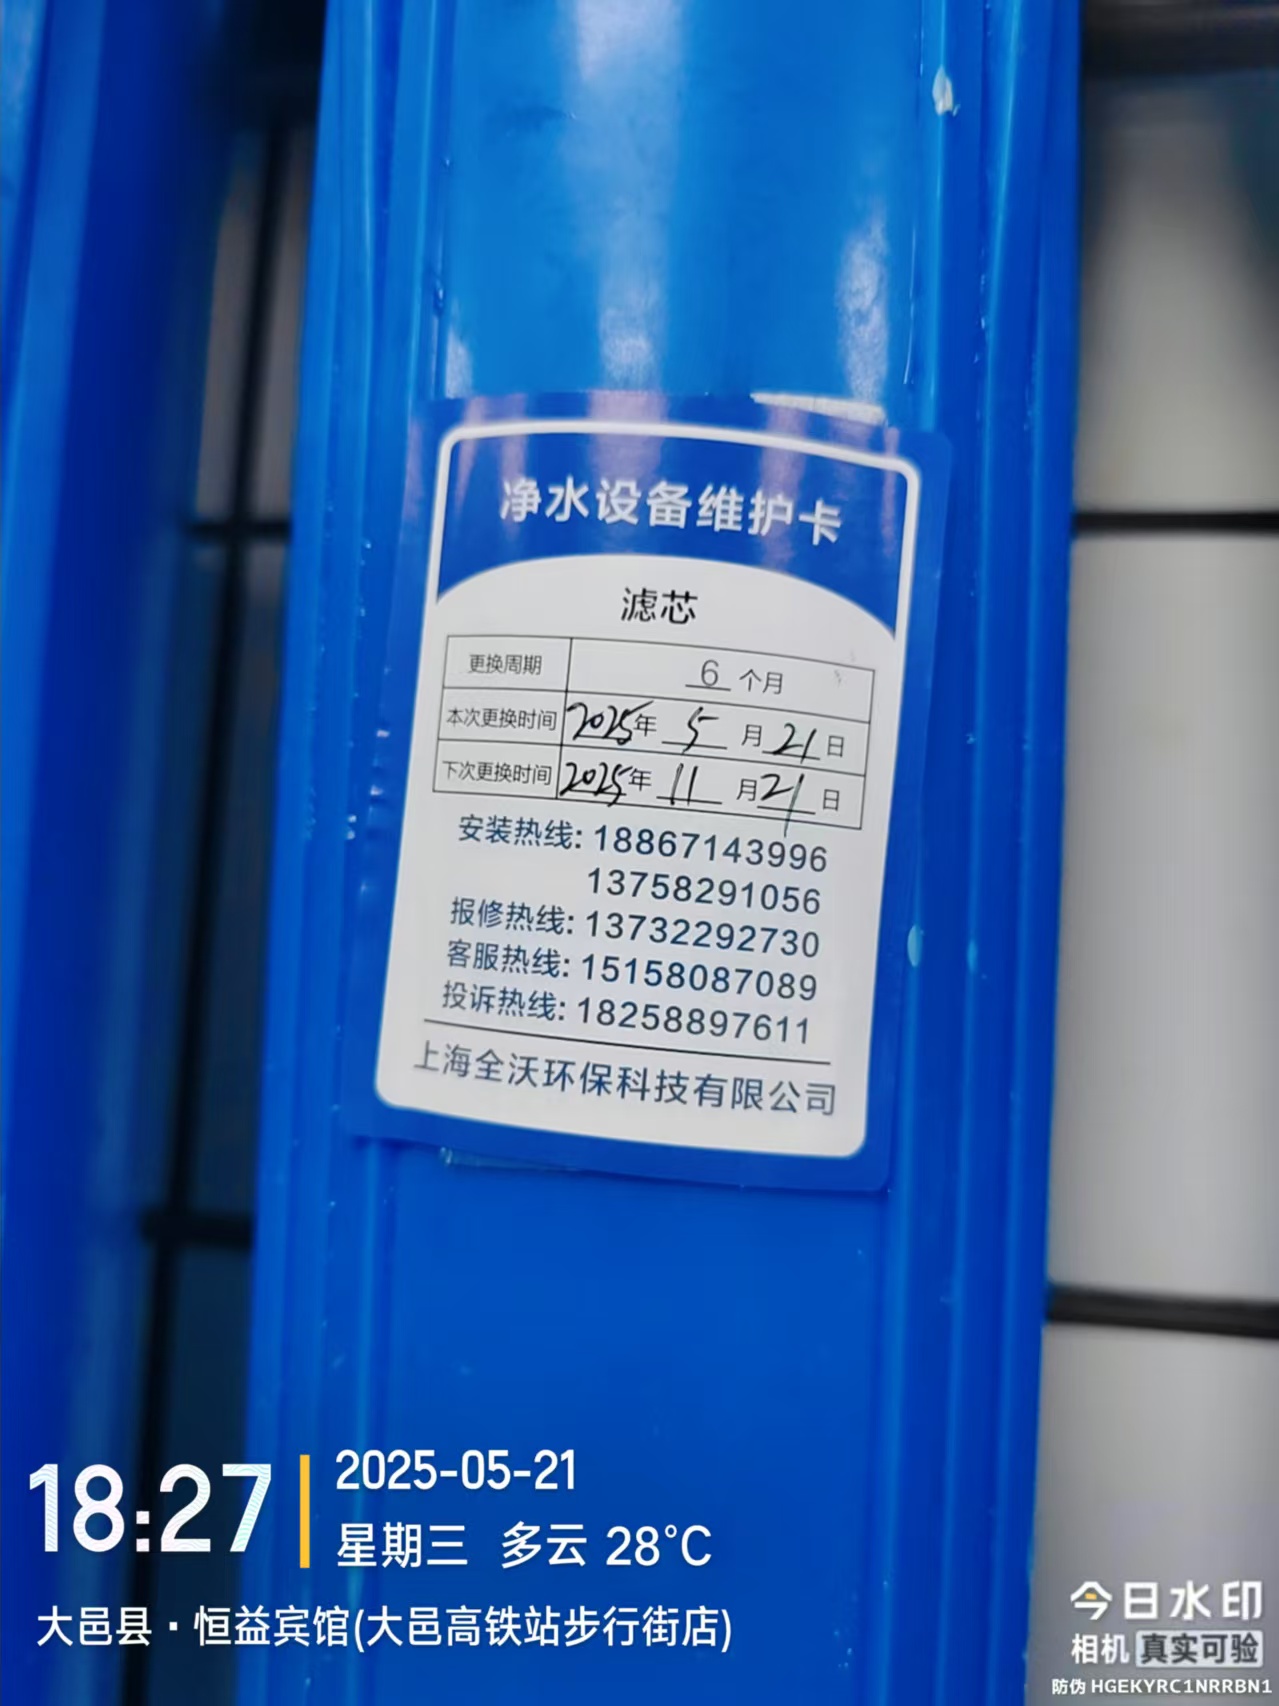 净水设备维护卡
滤芯
更换周期 6 个月
本次更换时间 2025年 5 月 21 日
下次更换时间 2025年 11 月 21 日
安装热线: 18867143996
13758291056
报修热线: 13732292730
客服热线: 15158087089
投诉热线: 18258897611
上海全沃环保科技有限公司
18:27
2025-05-21
星期三 多云 28°C
大邑县·恒益宾馆(大邑高铁站步行街店)
今日水印
相机 真实可验
防伪 HGEKYRC1NRRBN1